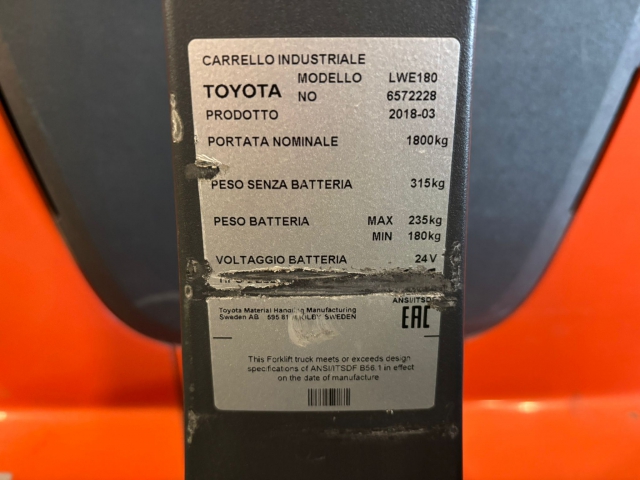 CARRELLO INDUSTRIALE
MODELLO LWE180
TOYOTA NO 6572228
PRODOTTO 2018-03
PORTATA NOMINALE 1800kg
PESO SENZA BATTERIA 315kg
PESO BATTERIA MAX 235kg
MIN 180kg
VOLTAGGIO BATTERIA 24V
ANSI/ITSDF
Toyota Material Handling Manufacturing
Sweden AB 595 SWEDEN
EAC
This Forklift truck meets or exceeds design
specifications of ANSI/ITSDF B56.1 in effect
on the date of manufacture